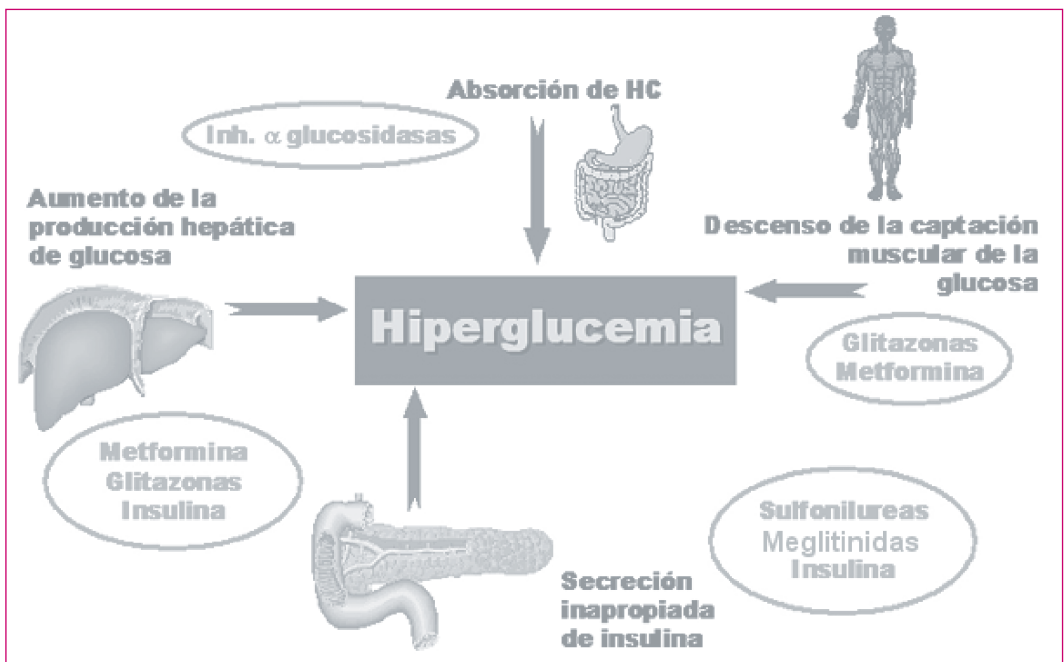 Absorción de HC
Inh. α glucosidasas
Aumento de la
producción hepática
de glucosa
Descenso de la captación
muscular de la
glucosa
Hiperglucemia
Glitazonas
Metformina
Metformina
Glitazonas
Insulina
Sulfonilureas
Meglitinidas
Insulina
Secreción
inapropiada
de insulina